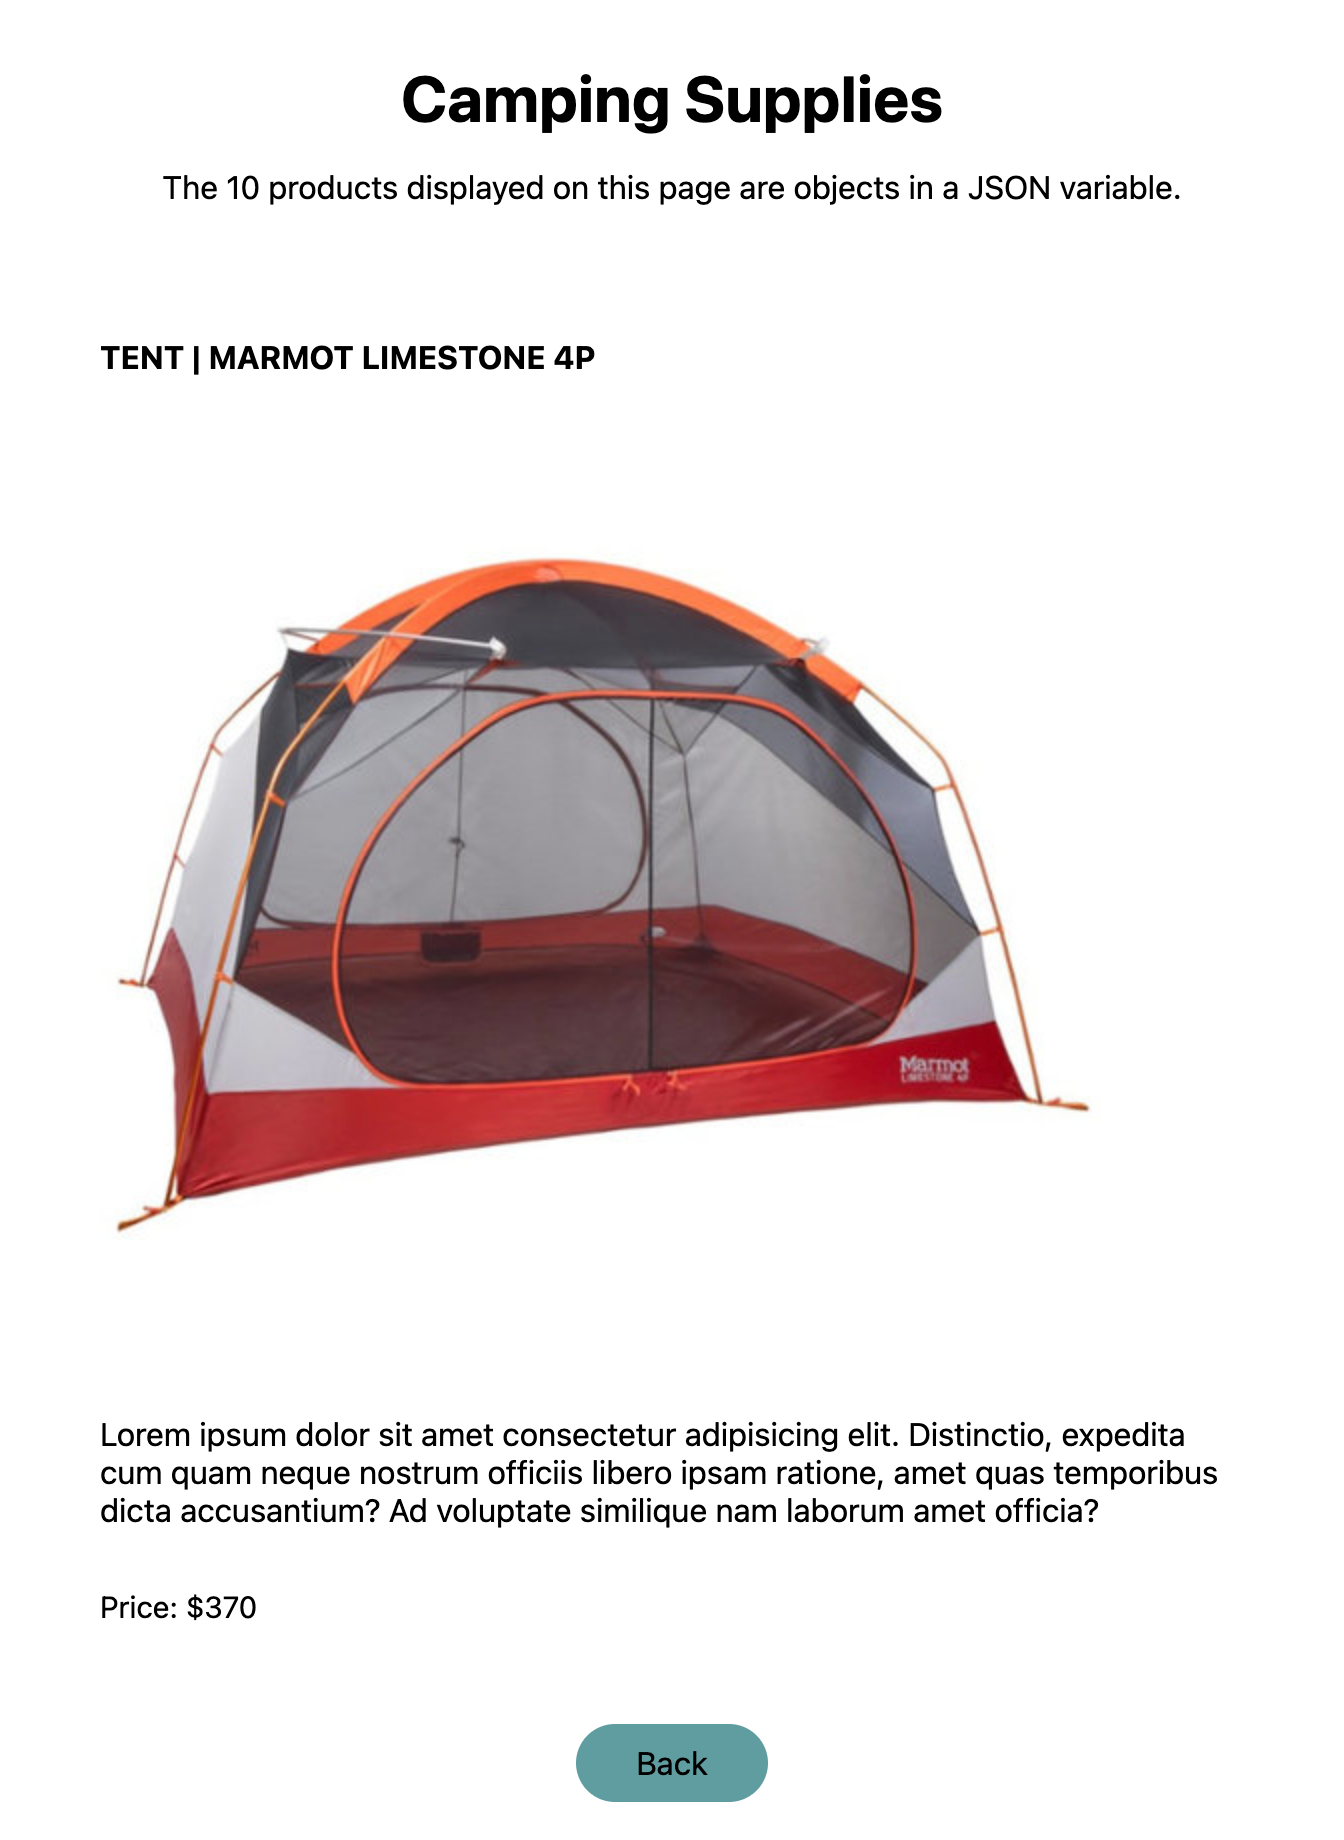 Camping Supplies
The 10 products displayed on this page are objects in a JSON variable.
TENT | MARMOT LIMESTONE 4P
Marmot
LIMESTONE 4P
Lorem ipsum dolor sit amet consectetur adipisicing elit. Distinctio, expedita
cum quam neque nostrum officiis libero ipsam ratione, amet quas temporibus
dicta accusantium? Ad voluptate similique nam laborum amet officia?
Price: $370
Back